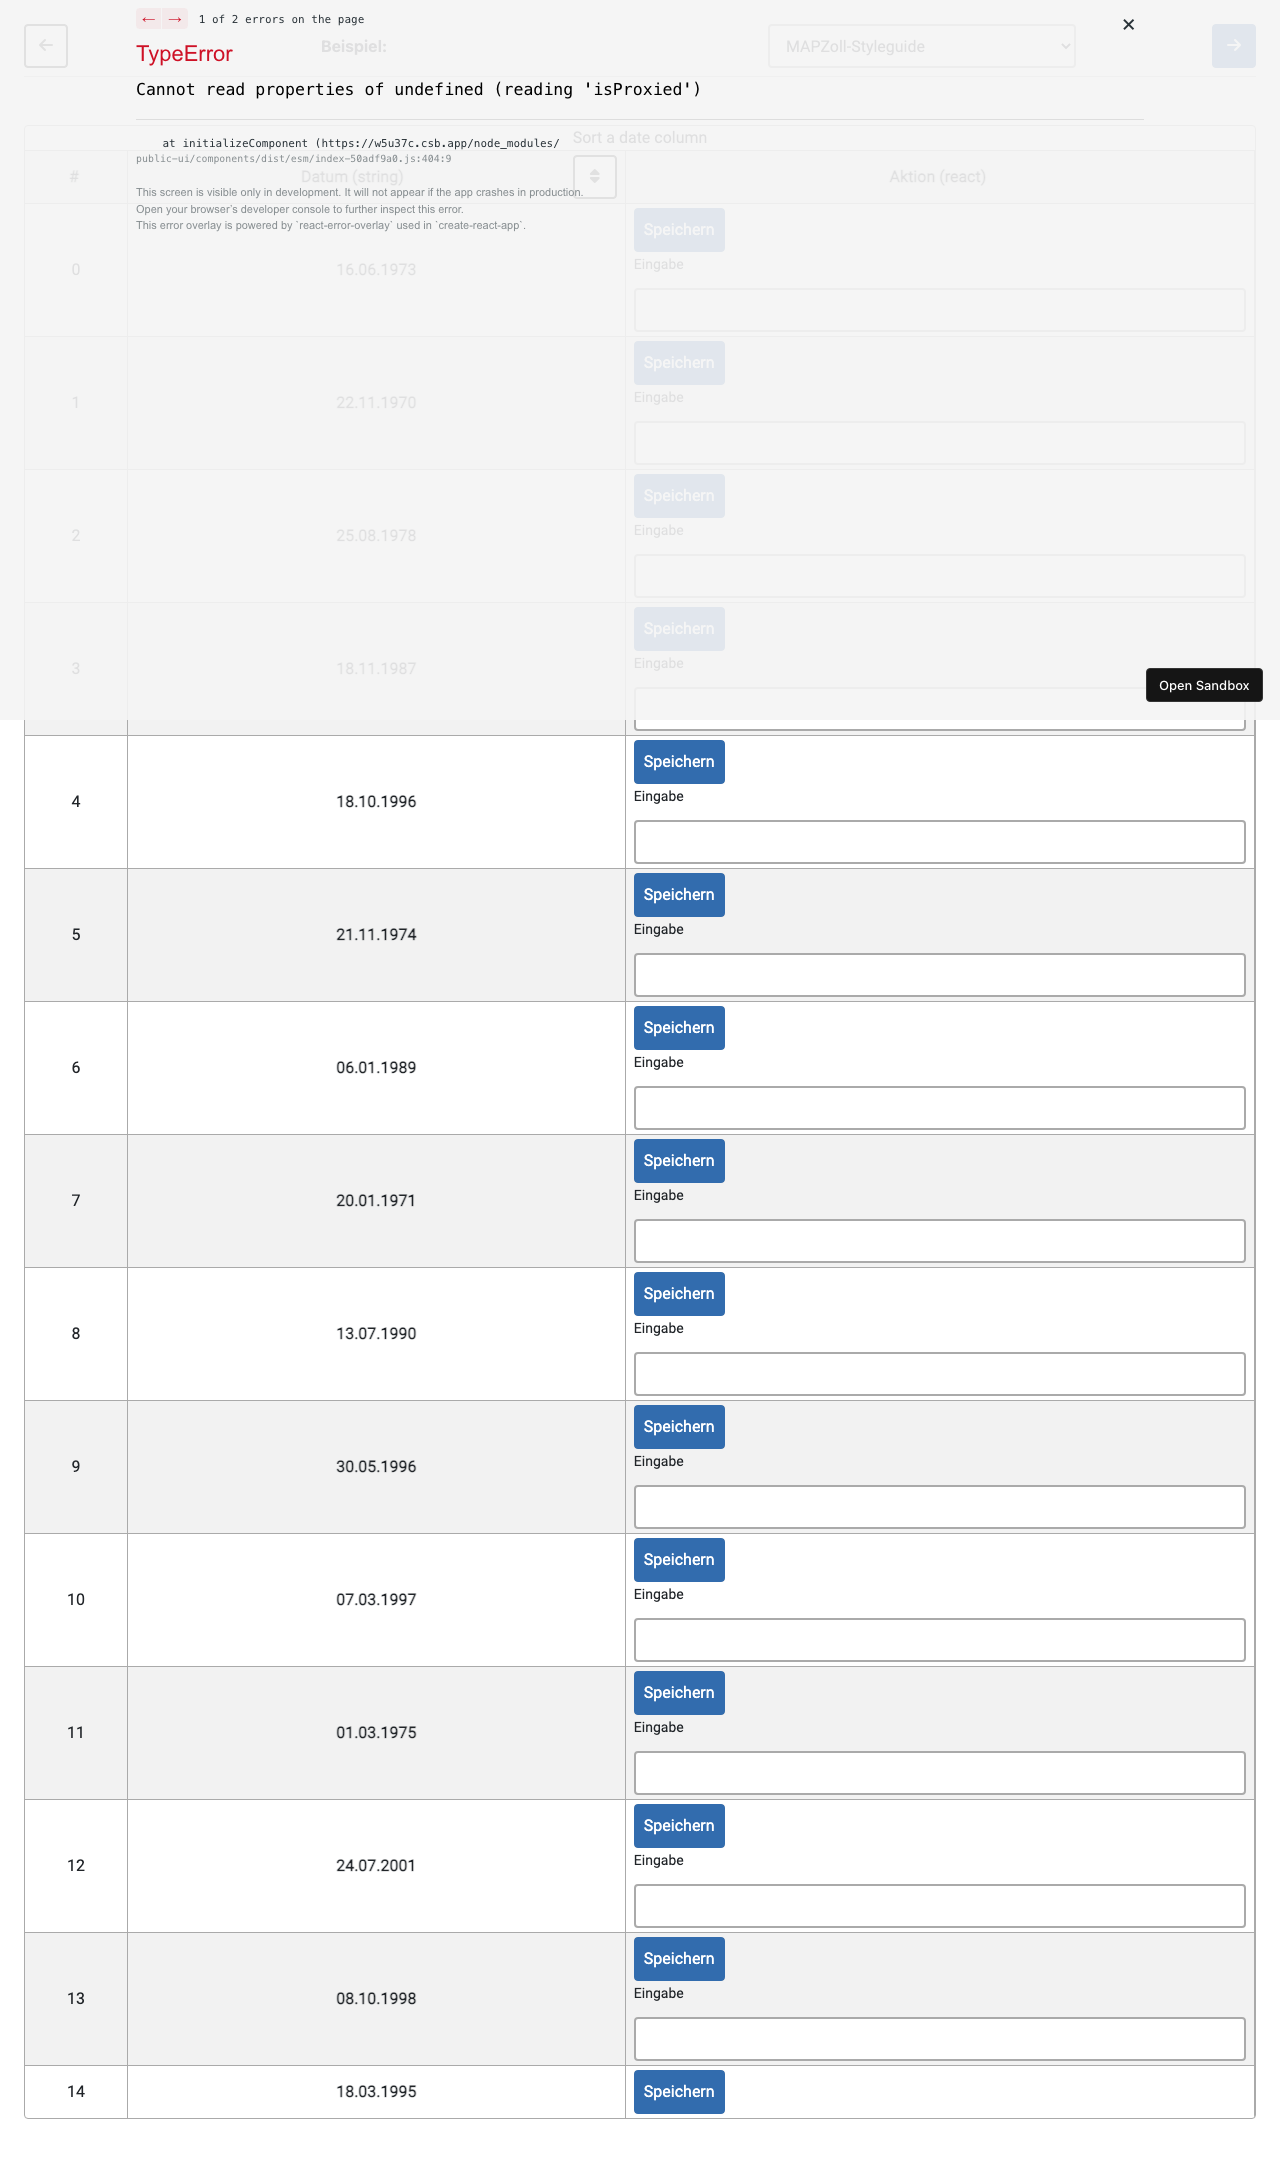 ← → 1 of 2 errors on the page
×
TypeError
Beispiel:
MAPZoll-Styleguide
Cannot read properties of undefined (reading 'isProxied')
Sort a date column
at initializeComponent (https://w5u37c.csb.app/node_modules/
public-ui/components/dist/esm/index-50adf9a0.js:404:9
# Datum (string) Aktion (react)
This screen is visible only in development. It will not appear if the app crashes in production.
Open your browser's developer console to further inspect this error.
This error overlay is powered by `react-error-overlay` used in `create-react-app`.
Speichern
Eingabe
0 16.06.1973
Speichern
Eingabe
1 22.11.1970
Speichern
Eingabe
2 25.08.1978
Speichern
Eingabe
3 18.11.1987
Open Sandbox
Speichern
Eingabe
4 18.10.1996
Speichern
Eingabe
5 21.11.1974
Speichern
Eingabe
6 06.01.1989
Speichern
Eingabe
7 20.01.1971
Speichern
Eingabe
8 13.07.1990
Speichern
Eingabe
9 30.05.1996
Speichern
Eingabe
10 07.03.1997
Speichern
Eingabe
11 01.03.1975
Speichern
Eingabe
12 24.07.2001
Speichern
Eingabe
13 08.10.1998
14 18.03.1995 Speichern